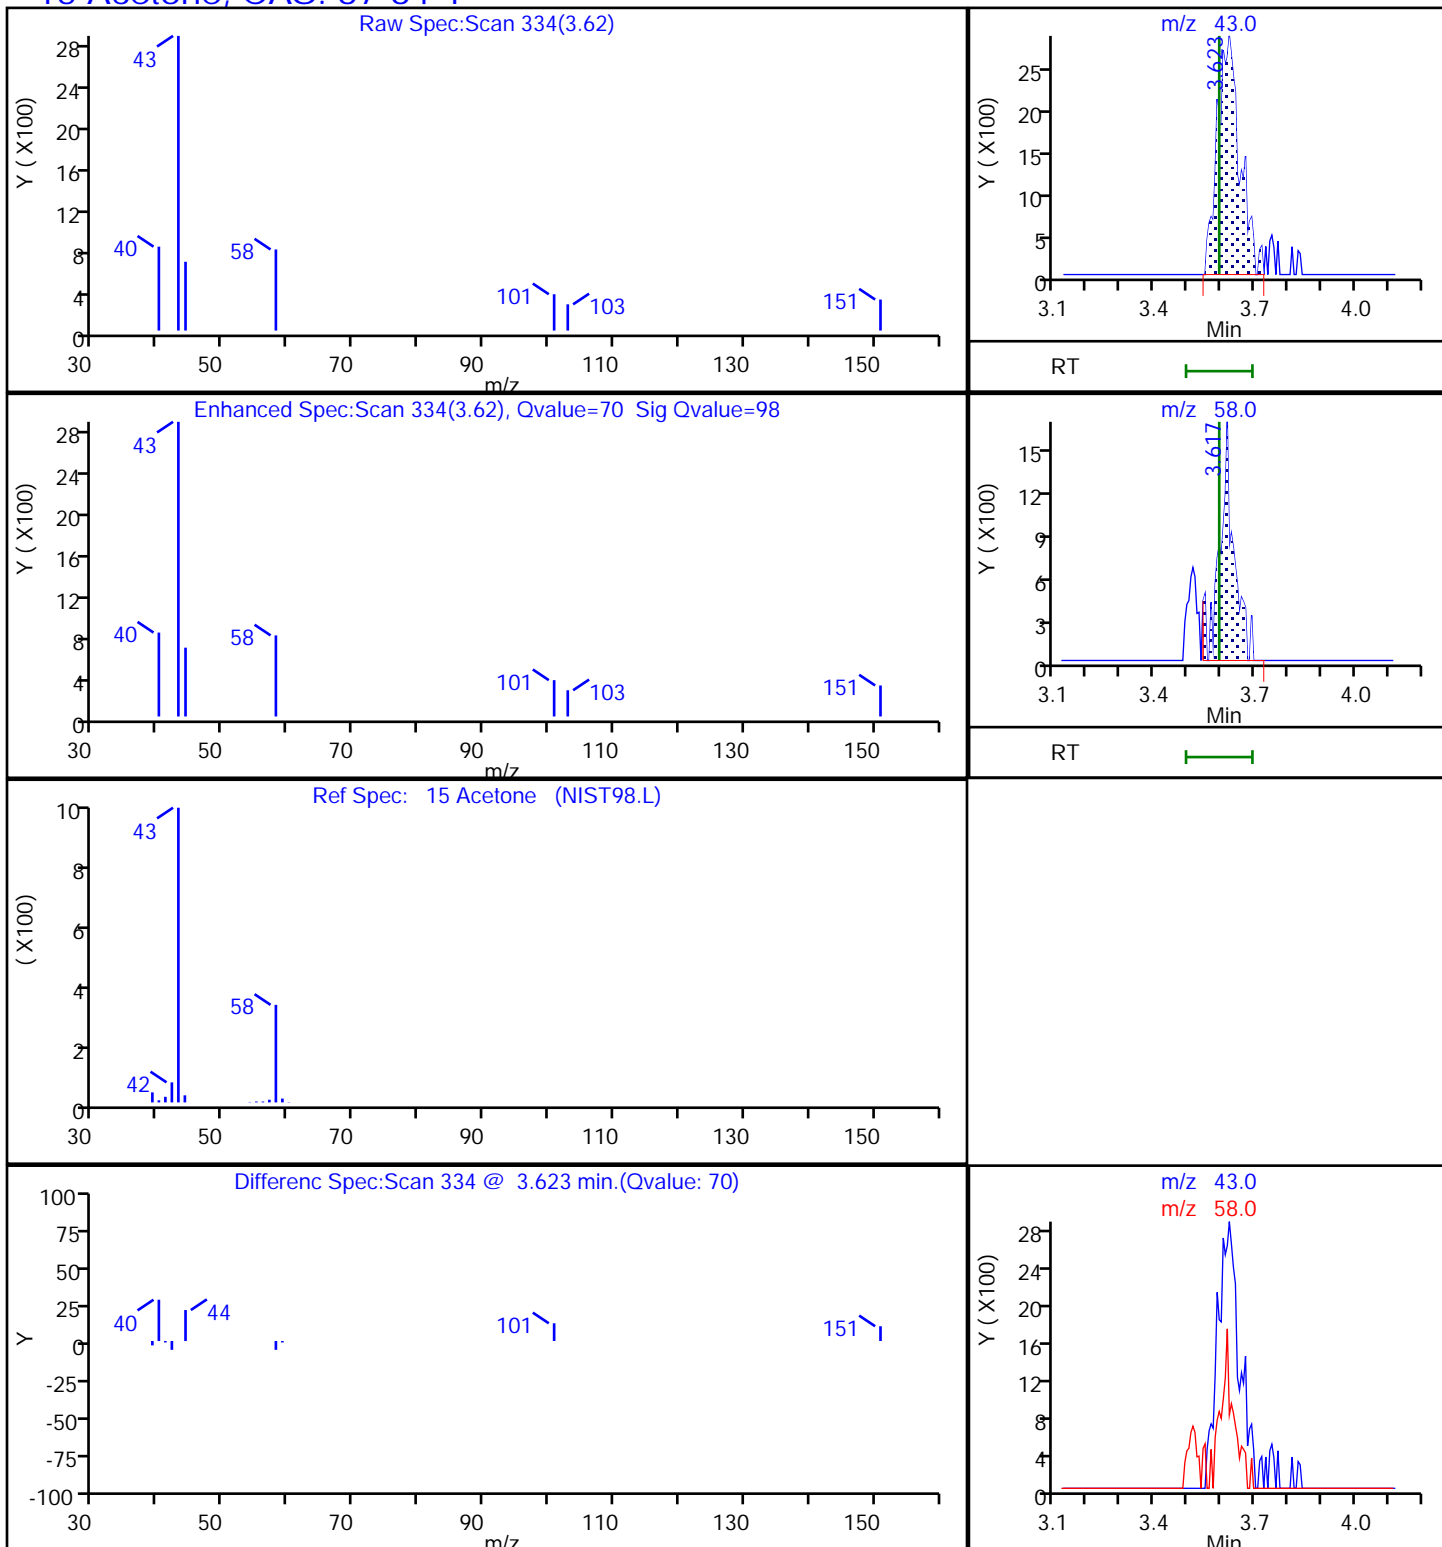 Raw Spec:Scan 334(3.62)
Y ( X100)
28
24
20
16
12
8
4
0
43
40
58
101
103
151
30 50 70 90 110 130 150
m/z
m/z 43.0
Y ( X100)
25
20
15
10
5
0
3.623
3.1 3.4 3.7 4.0
Min
RT
Enhanced Spec:Scan 334(3.62), Qvalue=70 Sig Qvalue=98
Y ( X100)
28
24
20
16
12
8
4
0
43
40
58
101
103
151
30 50 70 90 110 130 150
m/z
m/z 58.0
Y ( X100)
15
12
9
6
3
0
3.617
3.1 3.4 3.7 4.0
Min
RT
Ref Spec: 15 Acetone (NIST98.L)
( X100)
10
8
6
4
2
0
43
58
42
30 50 70 90 110 130 150
Differenc Spec:Scan 334 @ 3.623 min.(Qvalue: 70)
Y
100
75
50
25
0
-25
-50
-75
-100
40
44
101
151
30 50 70 90 110 130 150
m/z
m/z 43.0
m/z 58.0
Y ( X100)
28
24
20
16
12
8
4
0
3.1 3.4 3.7 4.0
Min